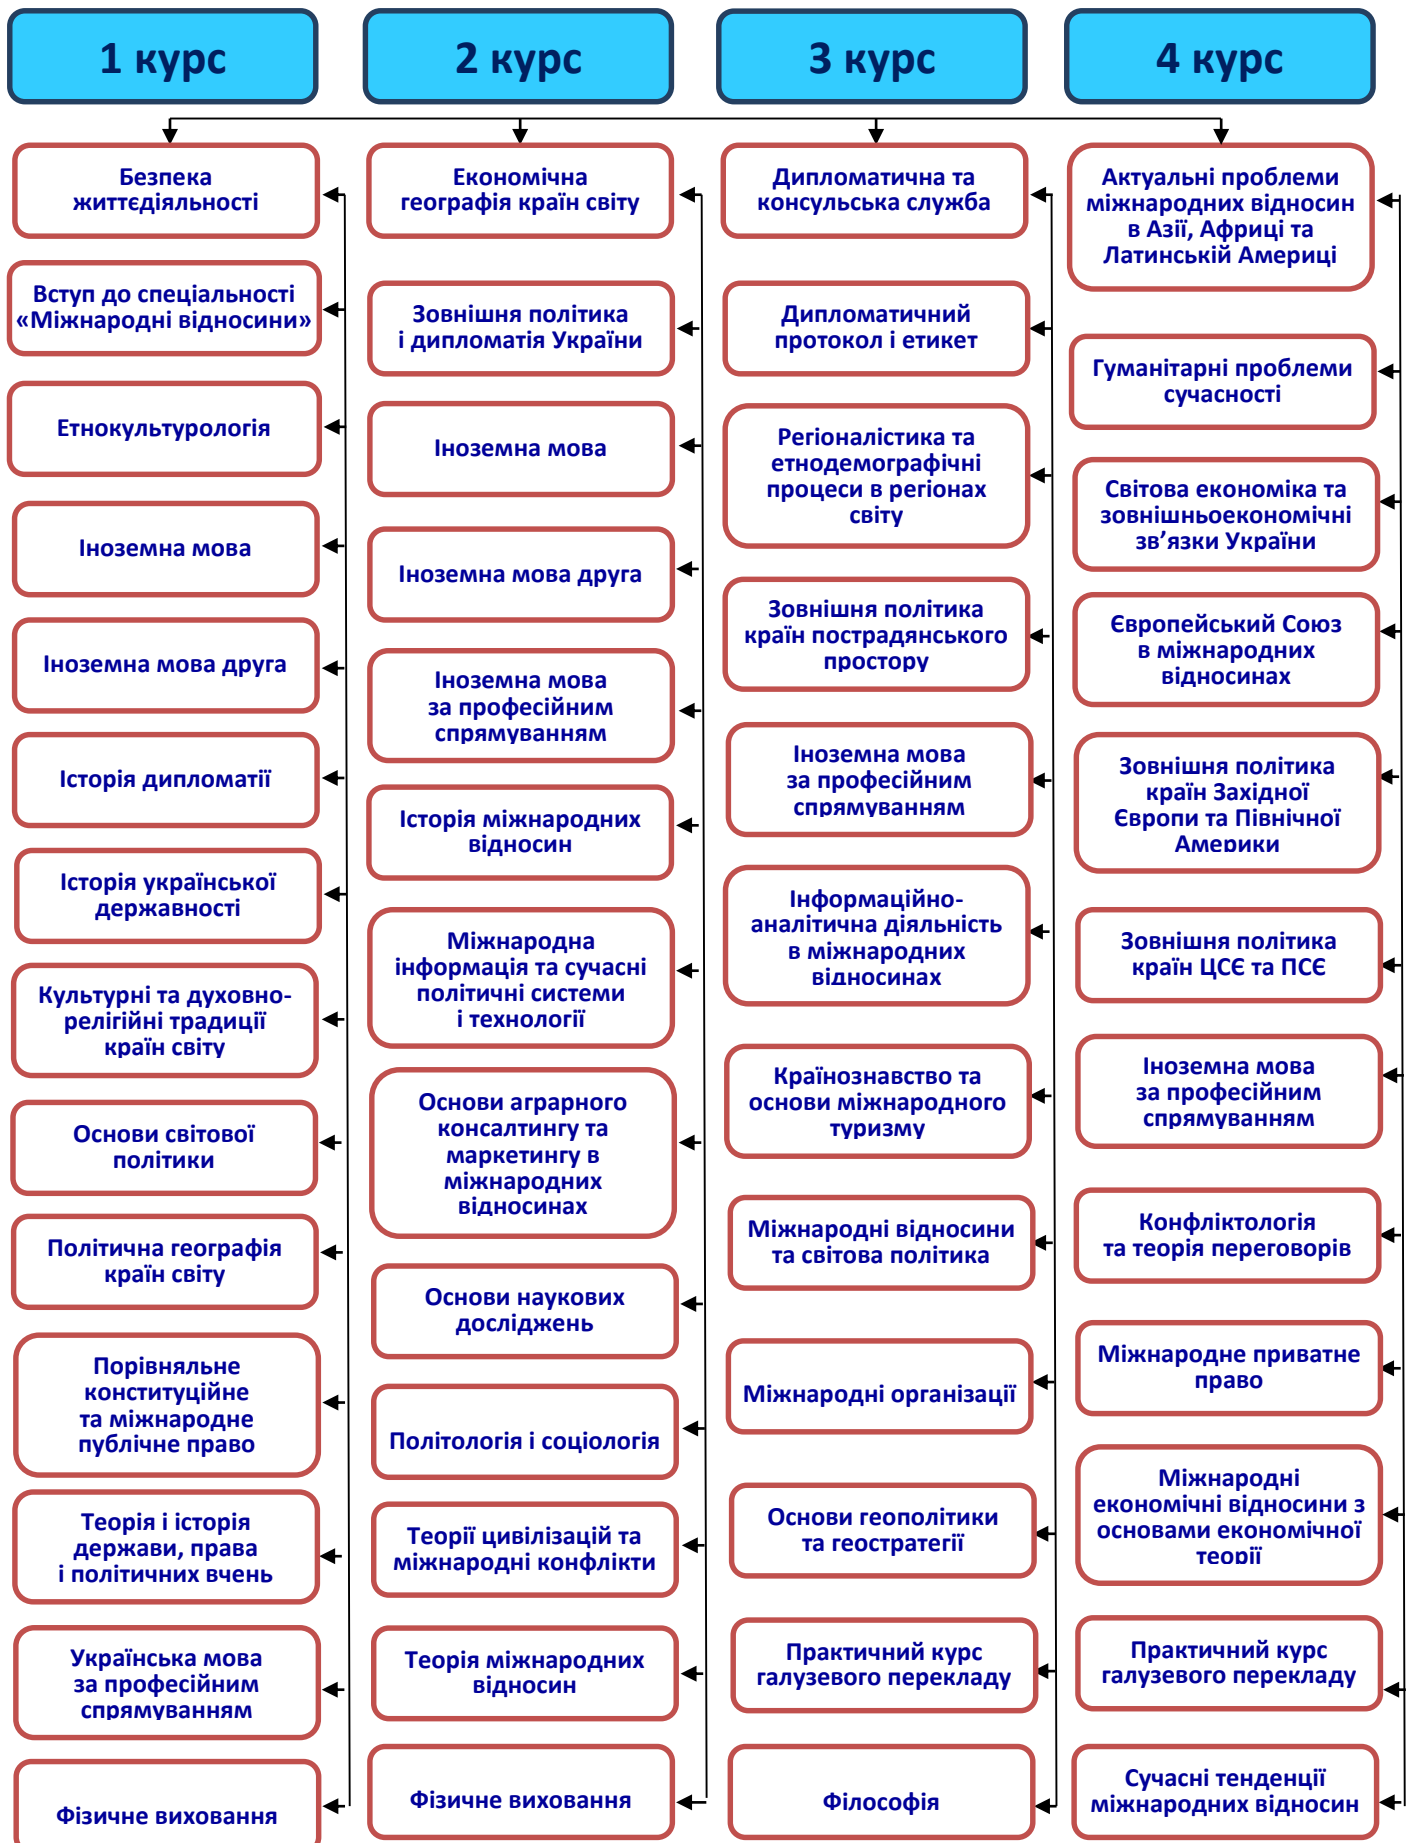 1 курс
2 курс
3 курс
4 курс
Безпека
життєдіяльності
Вступ до спеціальності
«Міжнародні відносини»
Етнокультурологія
Іноземна мова
Іноземна мова друга
Історія дипломатії
Історія української
державності
Культурні та духовно-
релігійні традиції
країн світу
Основи світової
політики
Політична географія
країн світу
Порівняльне
конституційне
та міжнародне
публічне право
Теорія і історія
держави, права
і політичних вчень
Українська мова
за професійним
спрямуванням
Фізичне виховання
Економічна
географія країн світу
Зовнішня політика
і дипломатія України
Іноземна мова
Іноземна мова друга
Іноземна мова
за професійним
спрямуванням
Історія міжнародних
відносин
Міжнародна
інформація та сучасні
політичні системи
і технології
Основи аграрного
консалтингу та
маркетингу в
міжнародних
відносинах
Основи наукових
досліджень
Політологія і соціологія
Теорії цивілізацій та
міжнародні конфлікти
Теорія міжнародних
відносин
Фізичне виховання
Дипломатична та
консульська служба
Дипломатичний
протокол і етикет
Регіоналістика та
етнодемографічні
процеси в регіонах
світу
Зовнішня політика
країн пострадянського
простору
Іноземна мова
за професійним
спрямуванням
Інформаційно-
аналітична діяльність
в міжнародних
відносинах
Країнознавство та
основи міжнародного
туризму
Міжнародні відносини
та світова політика
Міжнародні організації
Основи геополітики
та геостратегії
Практичний курс
галузевого перекладу
Філософія
Актуальні проблеми
міжнародних відносин
в Азії, Африці та
Латинській Америці
Гуманітарні проблеми
сучасності
Світова економіка та
зовнішньоекономічні
зв’язки України
Європейський Союз
в міжнародних
відносинах
Зовнішня політика
країн Західної
Європи та Північної
Америки
Зовнішня політика
країн ЦСЄ та ПСЄ
Іноземна мова
за професійним
спрямуванням
Конфліктологія
та теорія переговорів
Міжнародне приватне
право
Міжнародні
економічні відносини з
основами економічної
теорії
Практичний курс
галузевого перекладу
Сучасні тенденції
міжнародних відносин